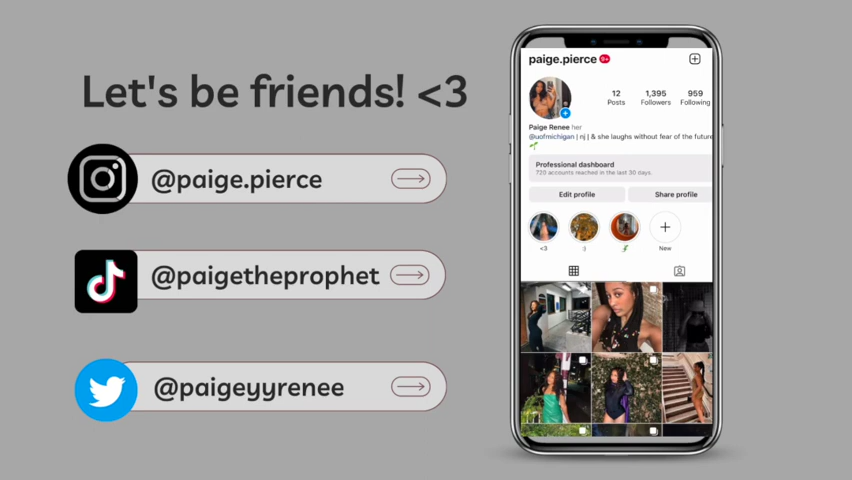 Let's be friends! <3
@paige.pierce
@paigetheprophet
@paigeyyrenee
paige.pierce 9+
12 1,395 959
Posts Followers Following
Paige Renee her
@uofmichigan | nj | & she laughs without fear of the future
Professional dashboard
720 accounts reached in the last 30 days.
Edit profile Share profile
<3 :) New